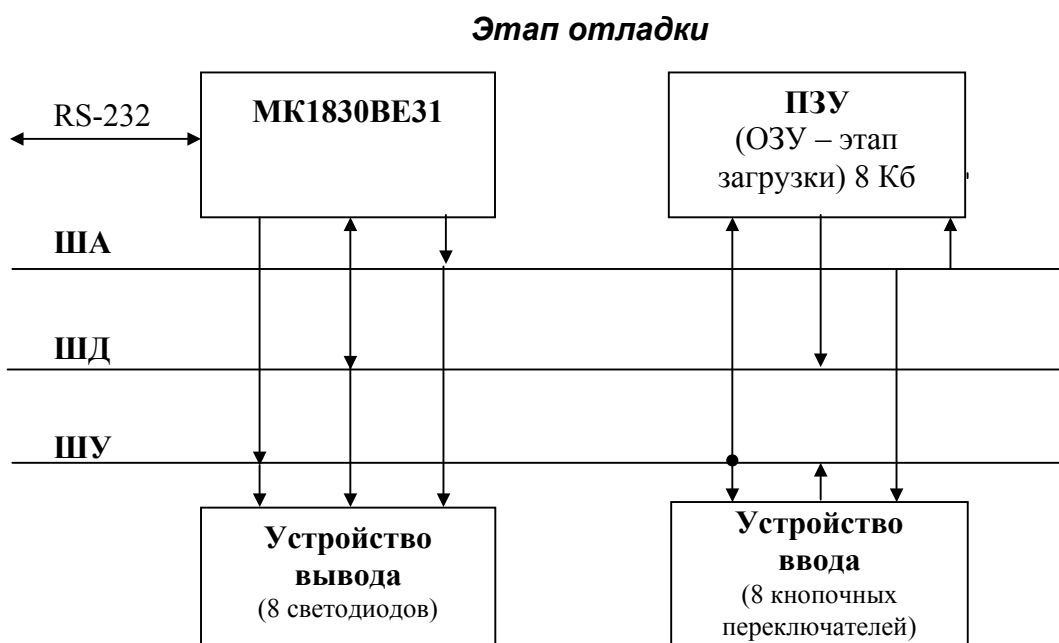 Этап отладки
RS-232
МК1830ВЕ31
ПЗУ
(ОЗУ – этап
загрузки) 8 Кб
ША
ШД
ШУ
Устройство
вывода
(8 светодиодов)
Устройство
ввода
(8 кнопочных
переключателей)